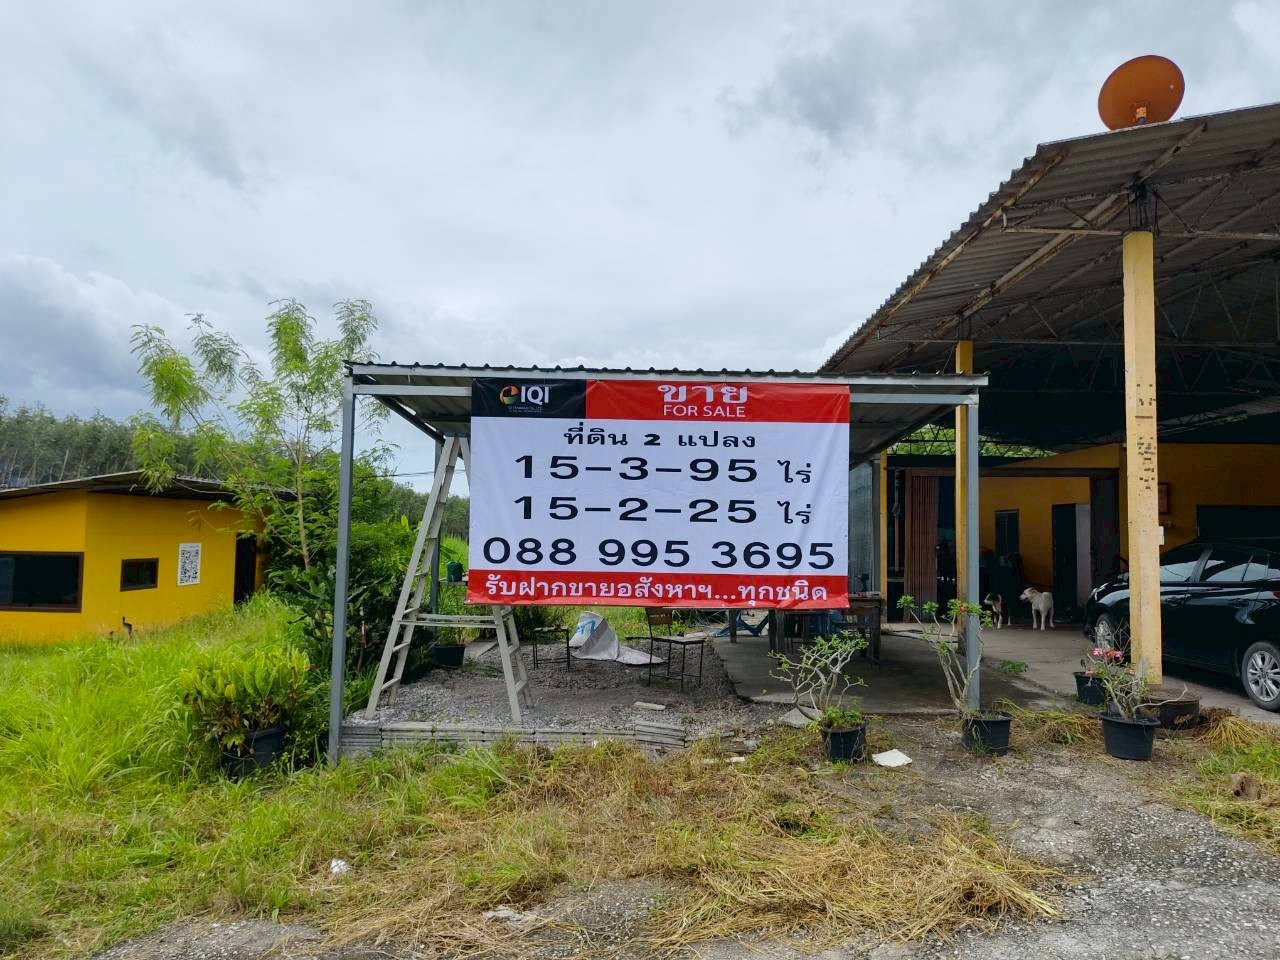 IQI
ขาย
FOR SALE
ที่ดิน 2 แปลง
15-3-95 ไร่
15-2-25 ไร่
088 995 3695
รับฝากขายอสังหาฯ...ทุกชนิด